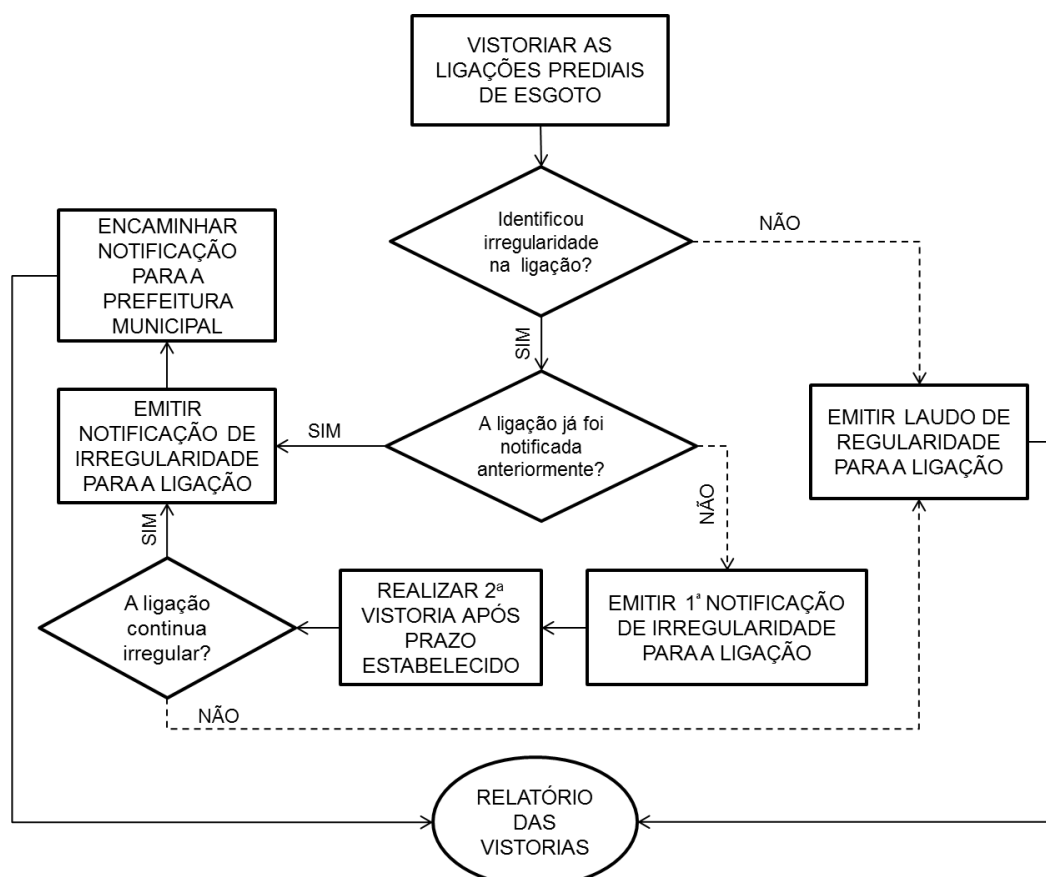 VISTORIAR AS
LIGAÇÕES PREDIAIS
DE ESGOTO
Identificou
irregularidade
na ligação?
NÃO
SIM
ENCAMINHAR
NOTIFICAÇÃO
PARA A
PREFEITURA
MUNICIPAL
EMITIR
NOTIFICAÇÃO DE
IRREGULARIDADE
PARA A LIGAÇÃO
SIM
A ligação já foi
notificada
anteriormente?
NÃO
EMITIR LAUDO DE
REGULARIDADE
PARA A LIGAÇÃO
SIM
A ligação
continua
irregular?
REALIZAR 2ª
VISTORIA APÓS
PRAZO
ESTABELECIDO
EMITIR 1ª NOTIFICAÇÃO
DE IRREGULARIDADE
PARA A LIGAÇÃO
NÃO
RELATÓRIO
DAS
VISTORIAS